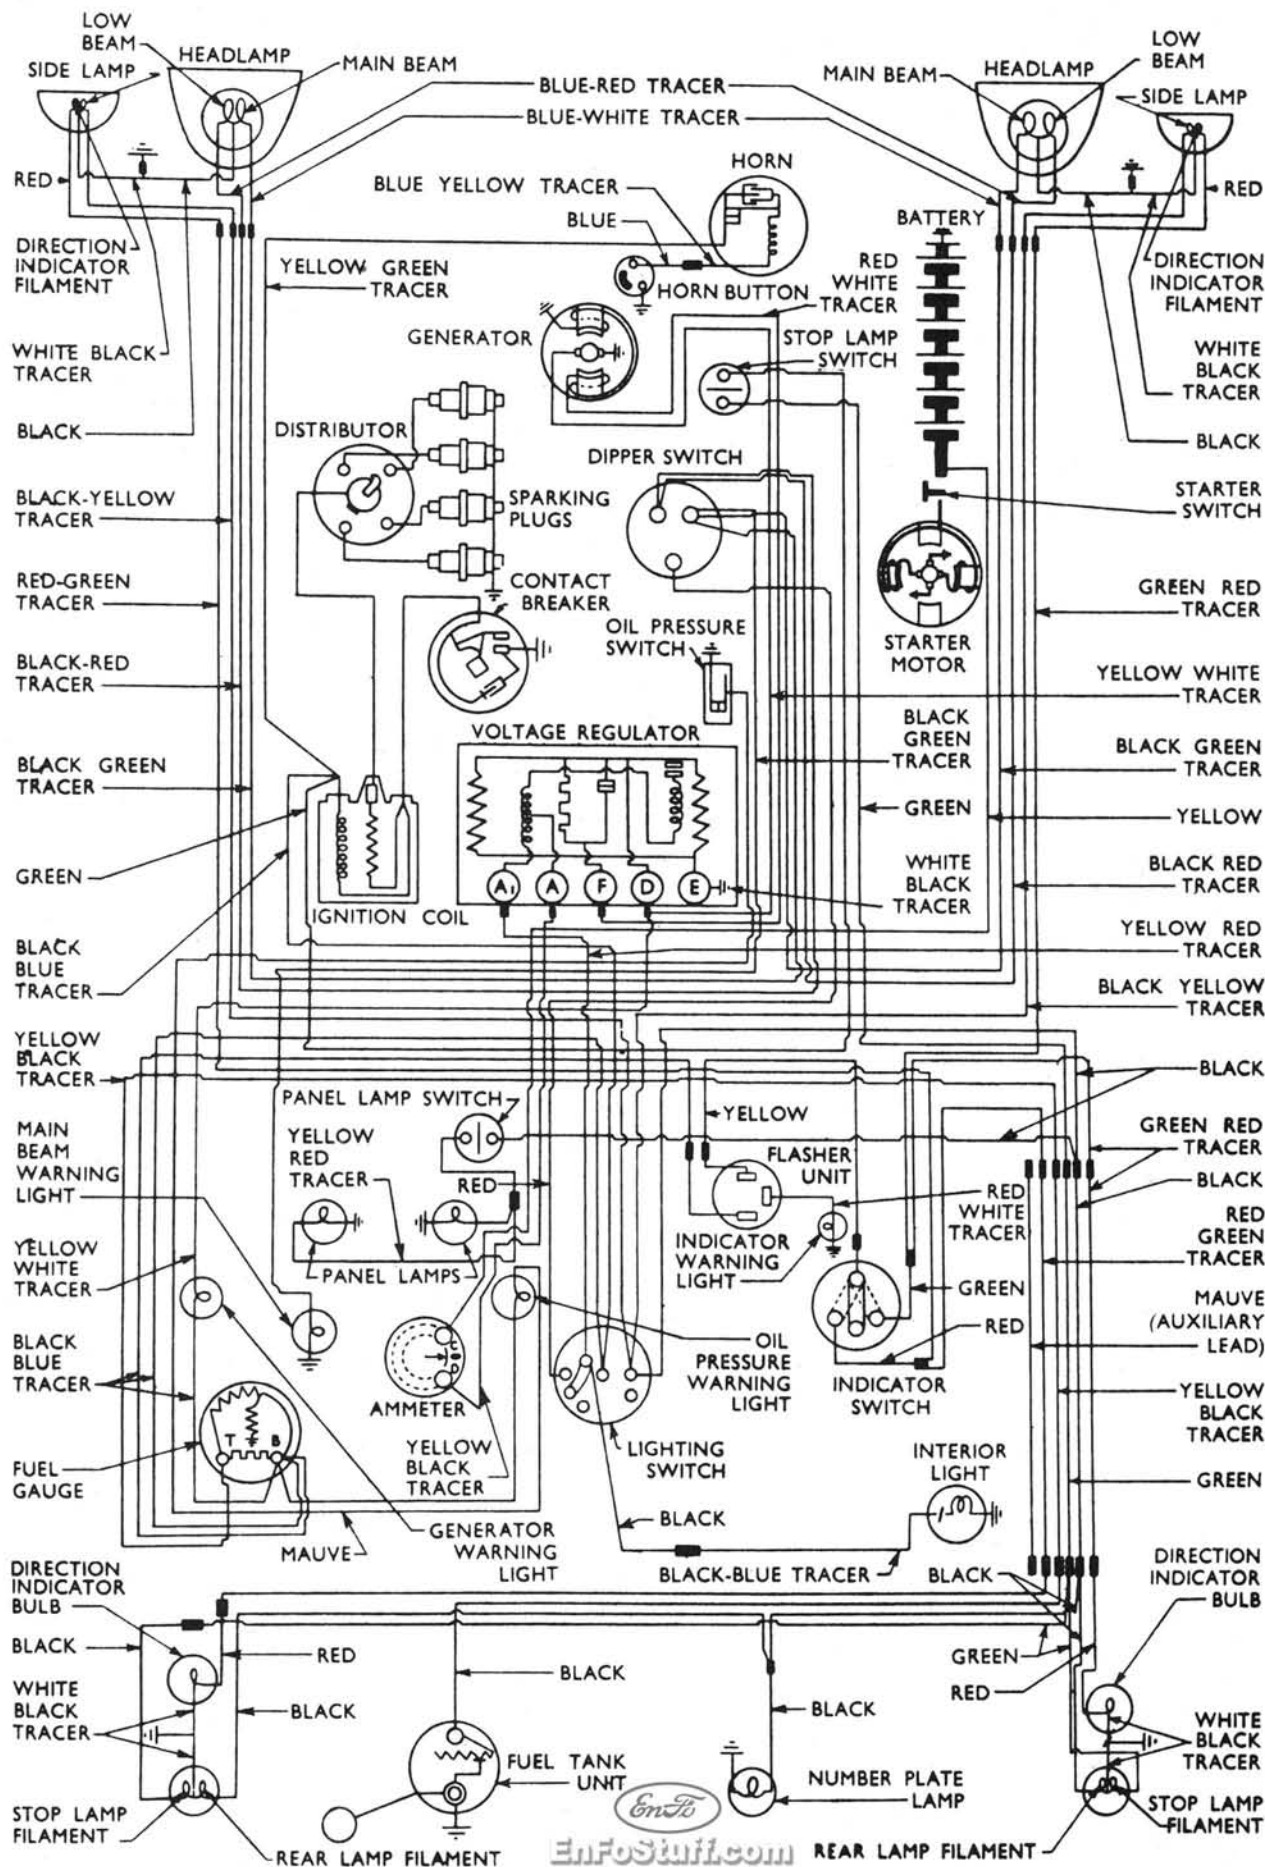 LOW
BEAM
HEADLAMP
MAIN BEAM
SIDE LAMP
BLUE-RED TRACER
BLUE-WHITE TRACER
MAIN BEAM
HEADLAMP
LOW
BEAM
SIDE LAMP
RED
BLUE YELLOW TRACER
HORN
BLUE
RED
BATTERY
DIRECTION
INDICATOR
FILAMENT
YELLOW GREEN
TRACER
HORN BUTTON
RED
WHITE
TRACER
DIRECTION
INDICATOR
FILAMENT
GENERATOR
STOP LAMP
SWITCH
WHITE BLACK
TRACER
WHITE
BLACK
TRACER
BLACK
DISTRIBUTOR
DIPPER SWITCH
BLACK
BLACK-YELLOW
TRACER
SPARKING
PLUGS
STARTER
SWITCH
RED-GREEN
TRACER
CONTACT
BREAKER
GREEN RED
TRACER
OIL PRESSURE
SWITCH
STARTER
MOTOR
BLACK-RED
TRACER
YELLOW WHITE
TRACER
VOLTAGE REGULATOR
BLACK
GREEN
TRACER
BLACK GREEN
TRACER
BLACK GREEN
TRACER
GREEN
YELLOW
GREEN
A1 A F D E
WHITE
BLACK
TRACER
BLACK RED
TRACER
IGNITION COIL
BLACK
BLUE
TRACER
YELLOW RED
TRACER
BLACK YELLOW
TRACER
YELLOW
BLACK
TRACER
BLACK
PANEL LAMP SWITCH
YELLOW
MAIN
BEAM
WARNING
LIGHT
YELLOW
RED
TRACER
RED
FLASHER
UNIT
GREEN RED
TRACER
BLACK
RED
WHITE
TRACER
RED
GREEN
TRACER
YELLOW
WHITE
TRACER
PANEL LAMPS
INDICATOR
WARNING
LIGHT
GREEN
RED
MAUVE
(AUXILIARY
LEAD)
BLACK
BLUE
TRACER
AMMETER
OIL
PRESSURE
WARNING
LIGHT
INDICATOR
SWITCH
YELLOW
BLACK
TRACER
T B
FUEL
GAUGE
YELLOW
BLACK
TRACER
LIGHTING
SWITCH
INTERIOR
LIGHT
GREEN
BLACK
MAUVE
GENERATOR
WARNING
LIGHT
BLACK-BLUE TRACER
BLACK
DIRECTION
INDICATOR
BULB
DIRECTION
INDICATOR
BULB
BLACK
RED
BLACK
GREEN
WHITE
BLACK
TRACER
BLACK
BLACK
RED
WHITE
BLACK
TRACER
FUEL TANK
UNIT
NUMBER PLATE
LAMP
STOP LAMP
FILAMENT
REAR LAMP FILAMENT
EnFo
EnFoStuff.com
REAR LAMP FILAMENT
STOP LAMP
FILAMENT